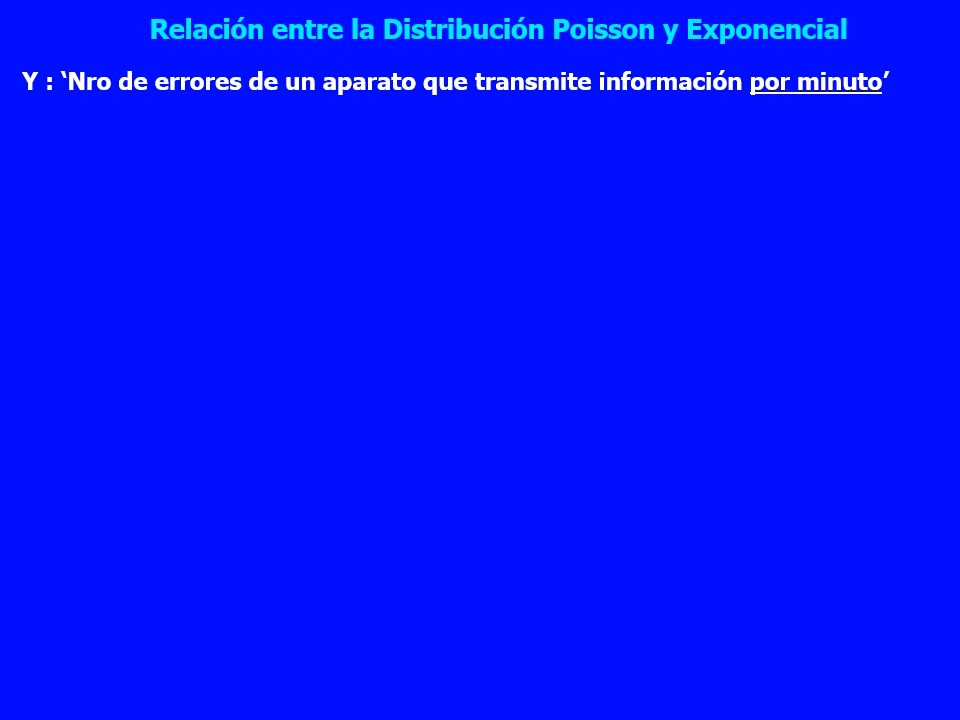 Relación entre la Distribución Poisson y Exponencial
Y : ‘Nro de errores de un aparato que transmite información por minuto’